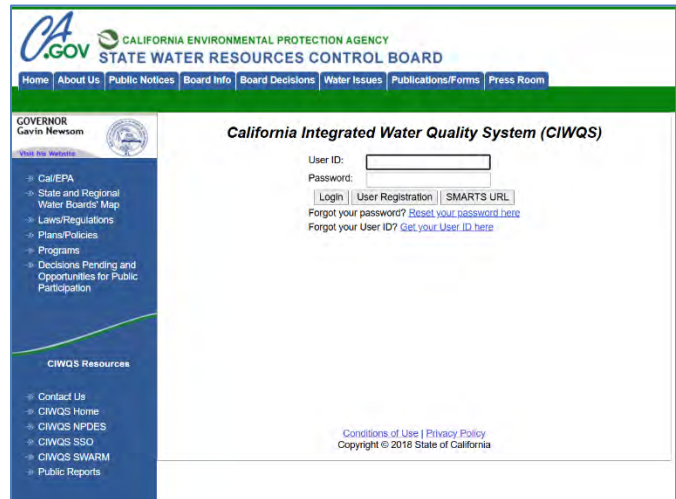 CA
.GOV
CALIFORNIA ENVIRONMENTAL PROTECTION AGENCY
STATE WATER RESOURCES CONTROL BOARD
Home About Us Public Notices Board Info Board Decisions Water Issues Publications/Forms Press Room
GOVERNOR
Gavin Newsom
Visit his Website
Cal/EPA
State and Regional
Water Boards' Map
Laws/Regulations
Plans/Policies
Programs
Decisions Pending and
Opportunities for Public
Participation
CIWQS Resources
Contact Us
CIWQS Home
CIWQS NPDES
CIWQS SSO
CIWQS SWARM
Public Reports
California Integrated Water Quality System (CIWQS)
User ID:
Password:
Login User Registration SMARTS URL
Forgot your password? Reset your password here
Forgot your User ID? Get your User ID here
Conditions of Use | Privacy Policy
Copyright © 2018 State of California